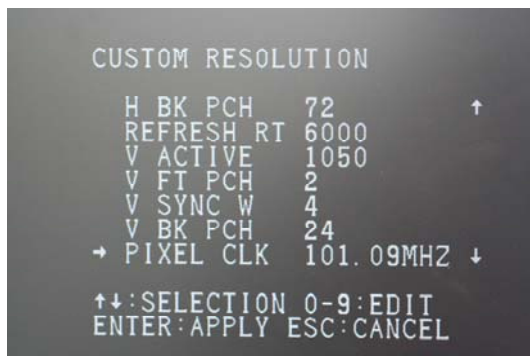 CUSTOM RESOLUTION
H BK PCH 72 ↑
REFRESH RT 6000
V ACTIVE 1050
V FT PCH 2
V SYNC W 4
V BK PCH 24
→ PIXEL CLK 101.09MHZ ↓
↑↓:SELECTION 0-9:EDIT
ENTER:APPLY ESC:CANCEL